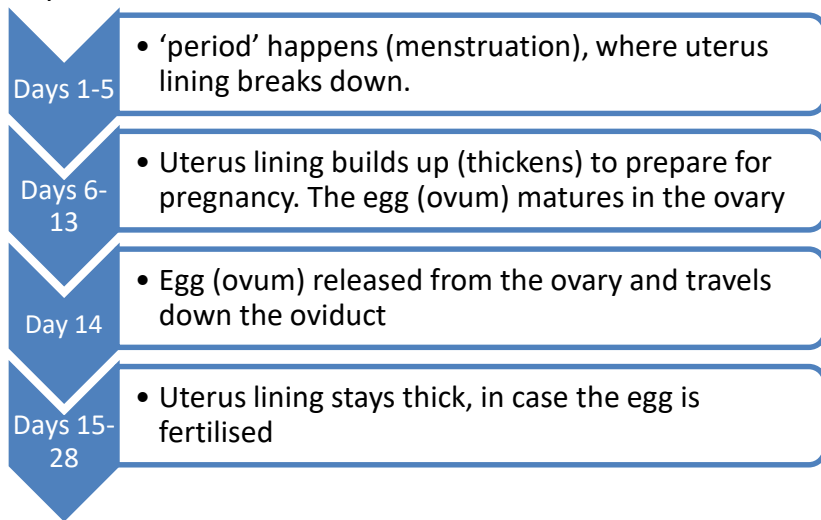 Days 1-5
• ‘period’ happens (menstruation), where uterus
lining breaks down.
Days 6-
13
• Uterus lining builds up (thickens) to prepare for
pregnancy. The egg (ovum) matures in the ovary
Day 14
• Egg (ovum) released from the ovary and travels
down the oviduct
Days 15-
28
• Uterus lining stays thick, in case the egg is
fertilised